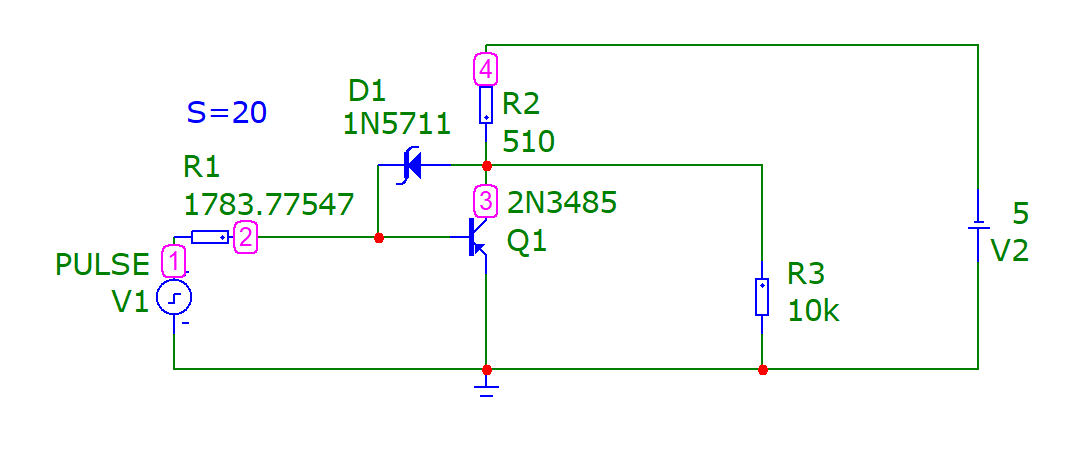 4
D1
1N5711
R2
510
S=20
R1
1783.77547
3
2N3485
Q1
2
1
PULSE
V1
5
V2
R3
10k